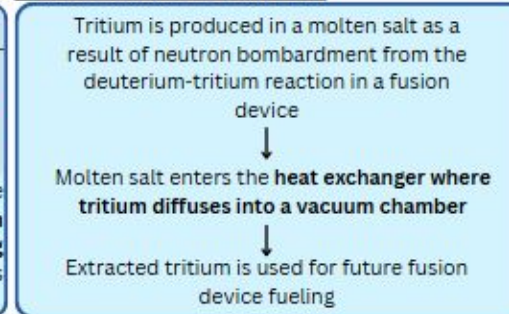 Tritium is produced in a molten salt as a
result of neutron bombardment from the
deuterium-tritium reaction in a fusion
device
↓
Molten salt enters the heat exchanger where
tritium diffuses into a vacuum chamber
↓
Extracted tritium is used for future fusion
device fueling